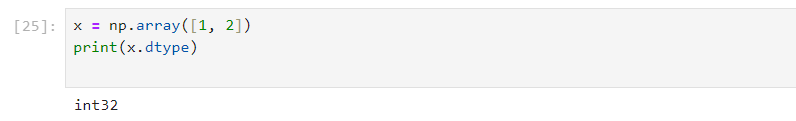 [25]: x = np.array([1, 2])
print(x.dtype)
int32